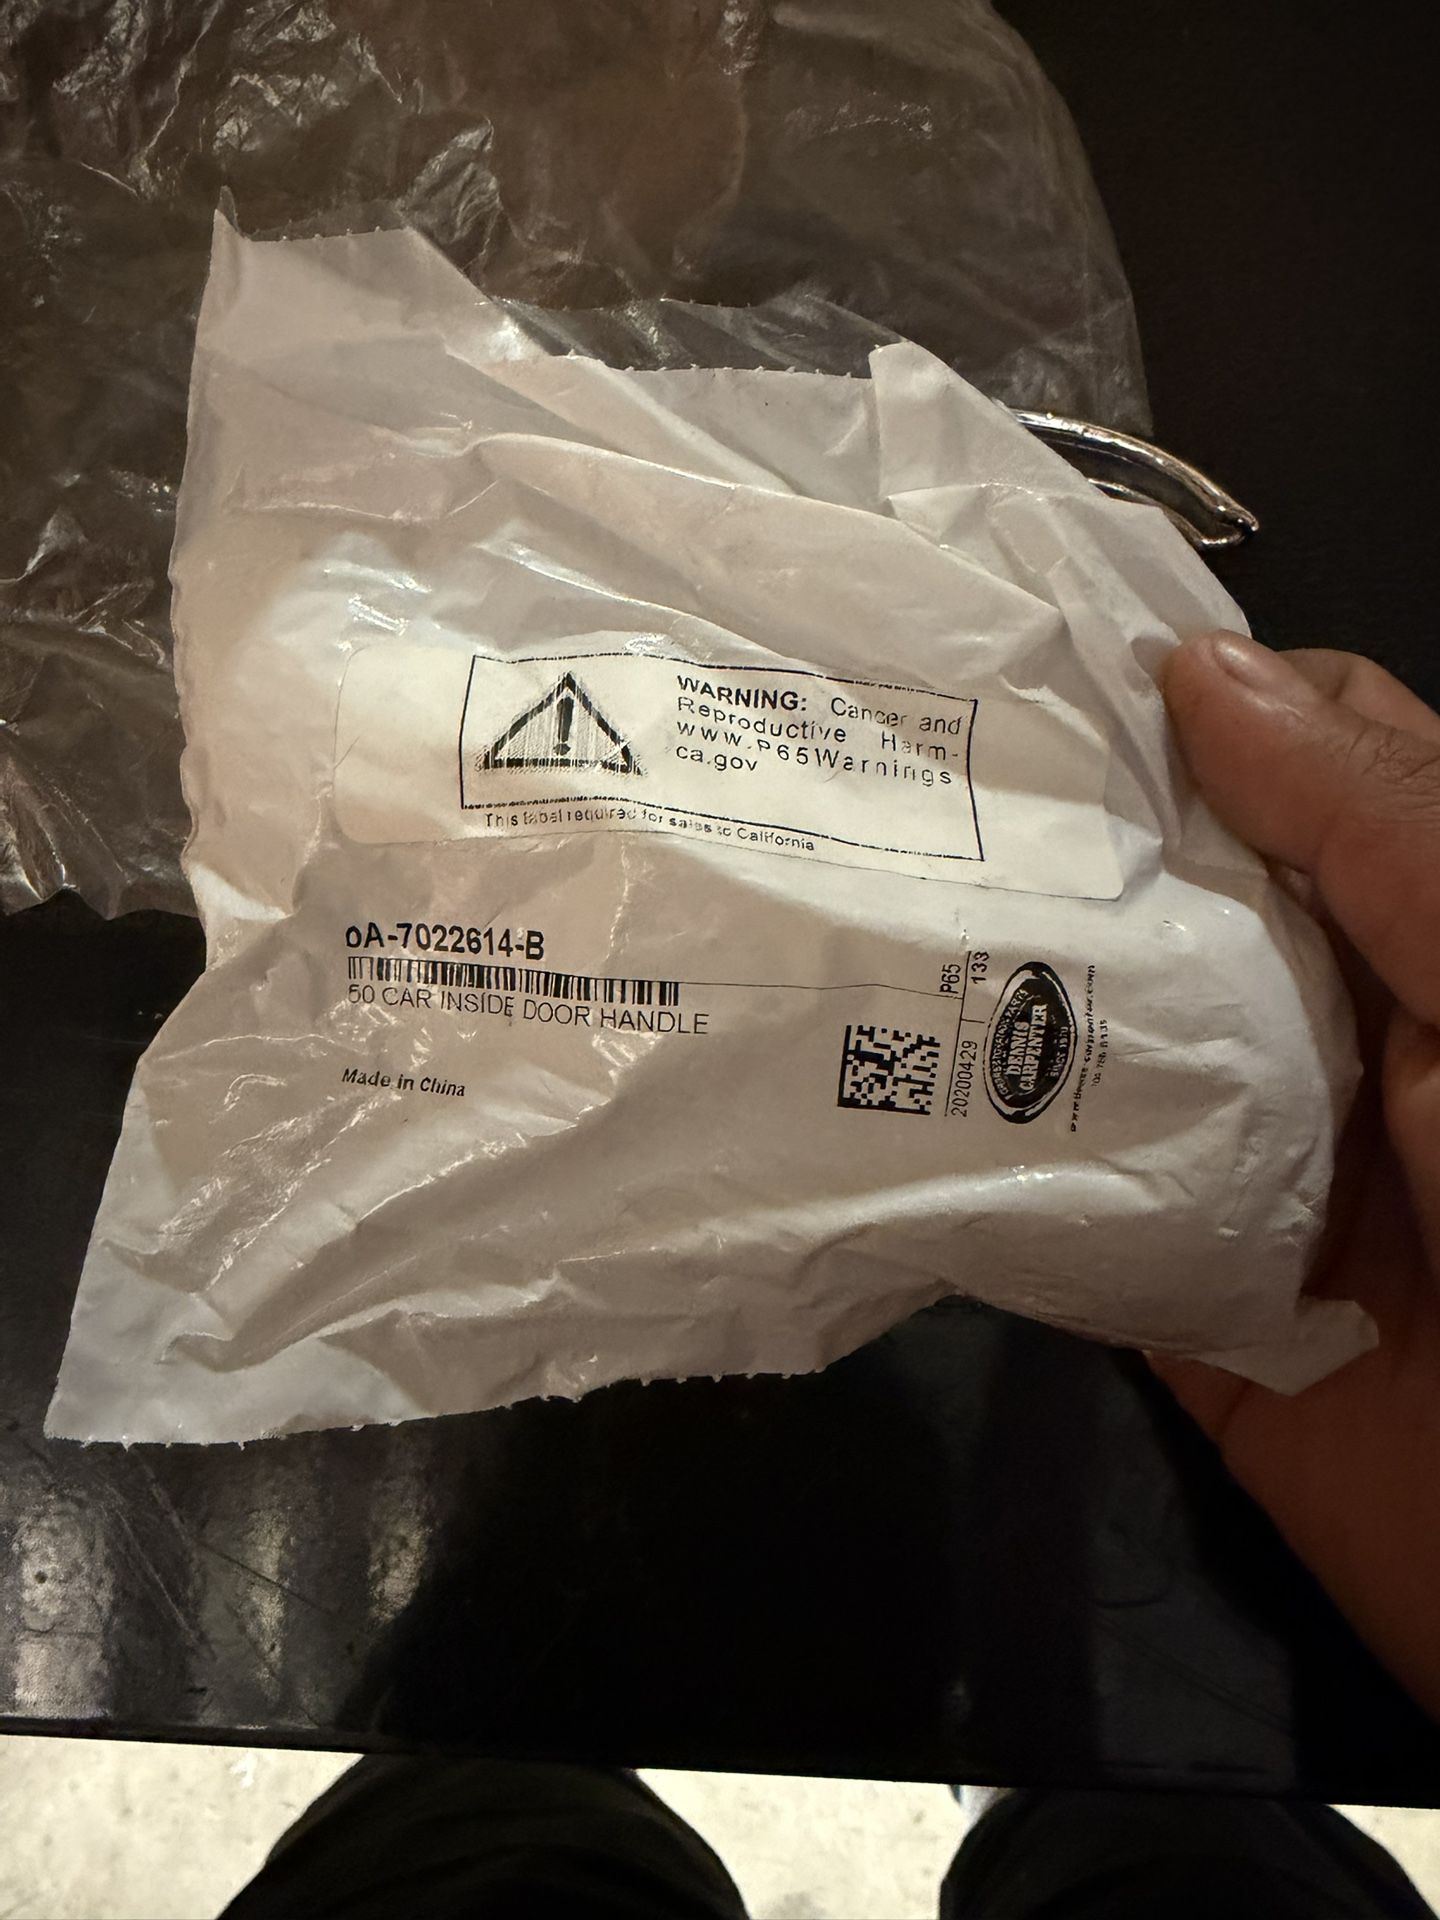 WARNING: Cancer and
Reproductive Harm-
www.P65Warnings
ca.gov
This label required for sales to California
oA-7022614-B
50 CAR INSIDE DOOR HANDLE
Made in China
P65
133
20200429
DENNIS
CARPENTER